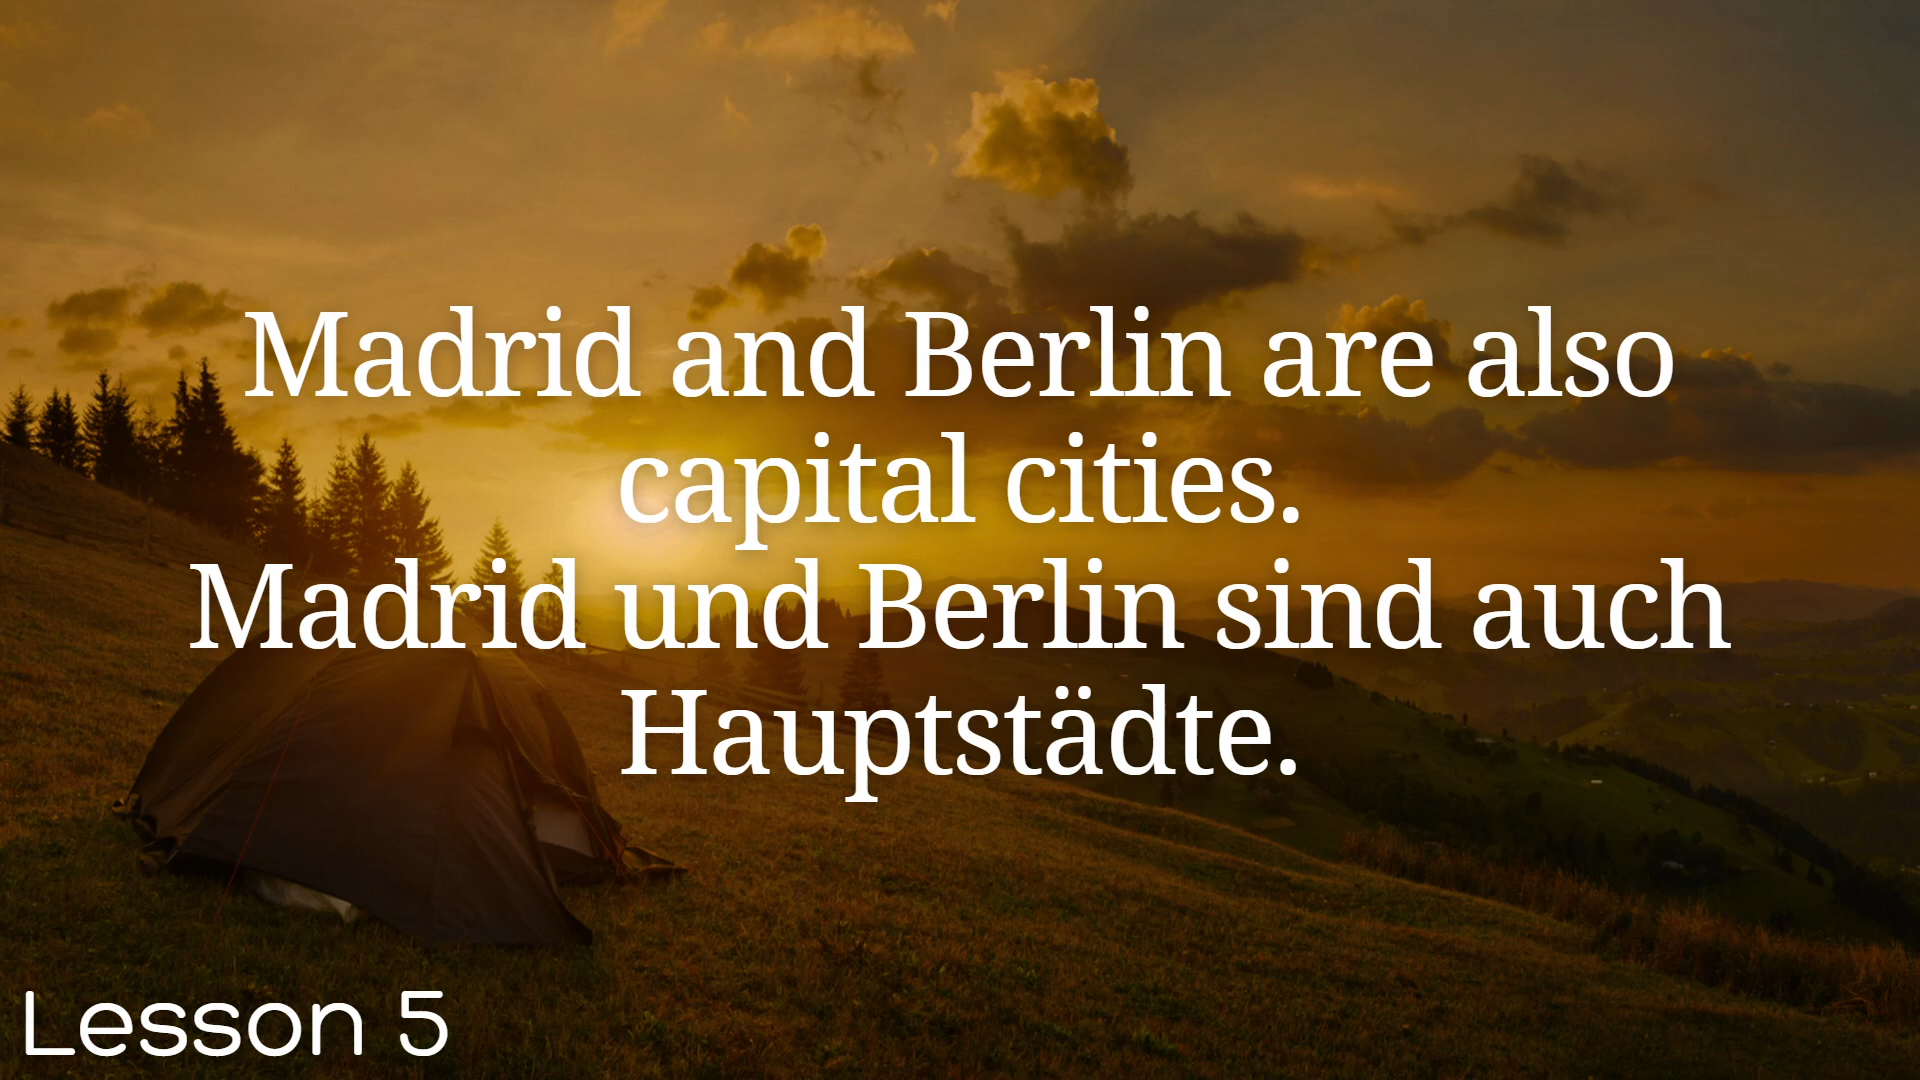 Madrid and Berlin are also
capital cities.
Madrid und Berlin sind auch
Hauptstädte.
Lesson 5